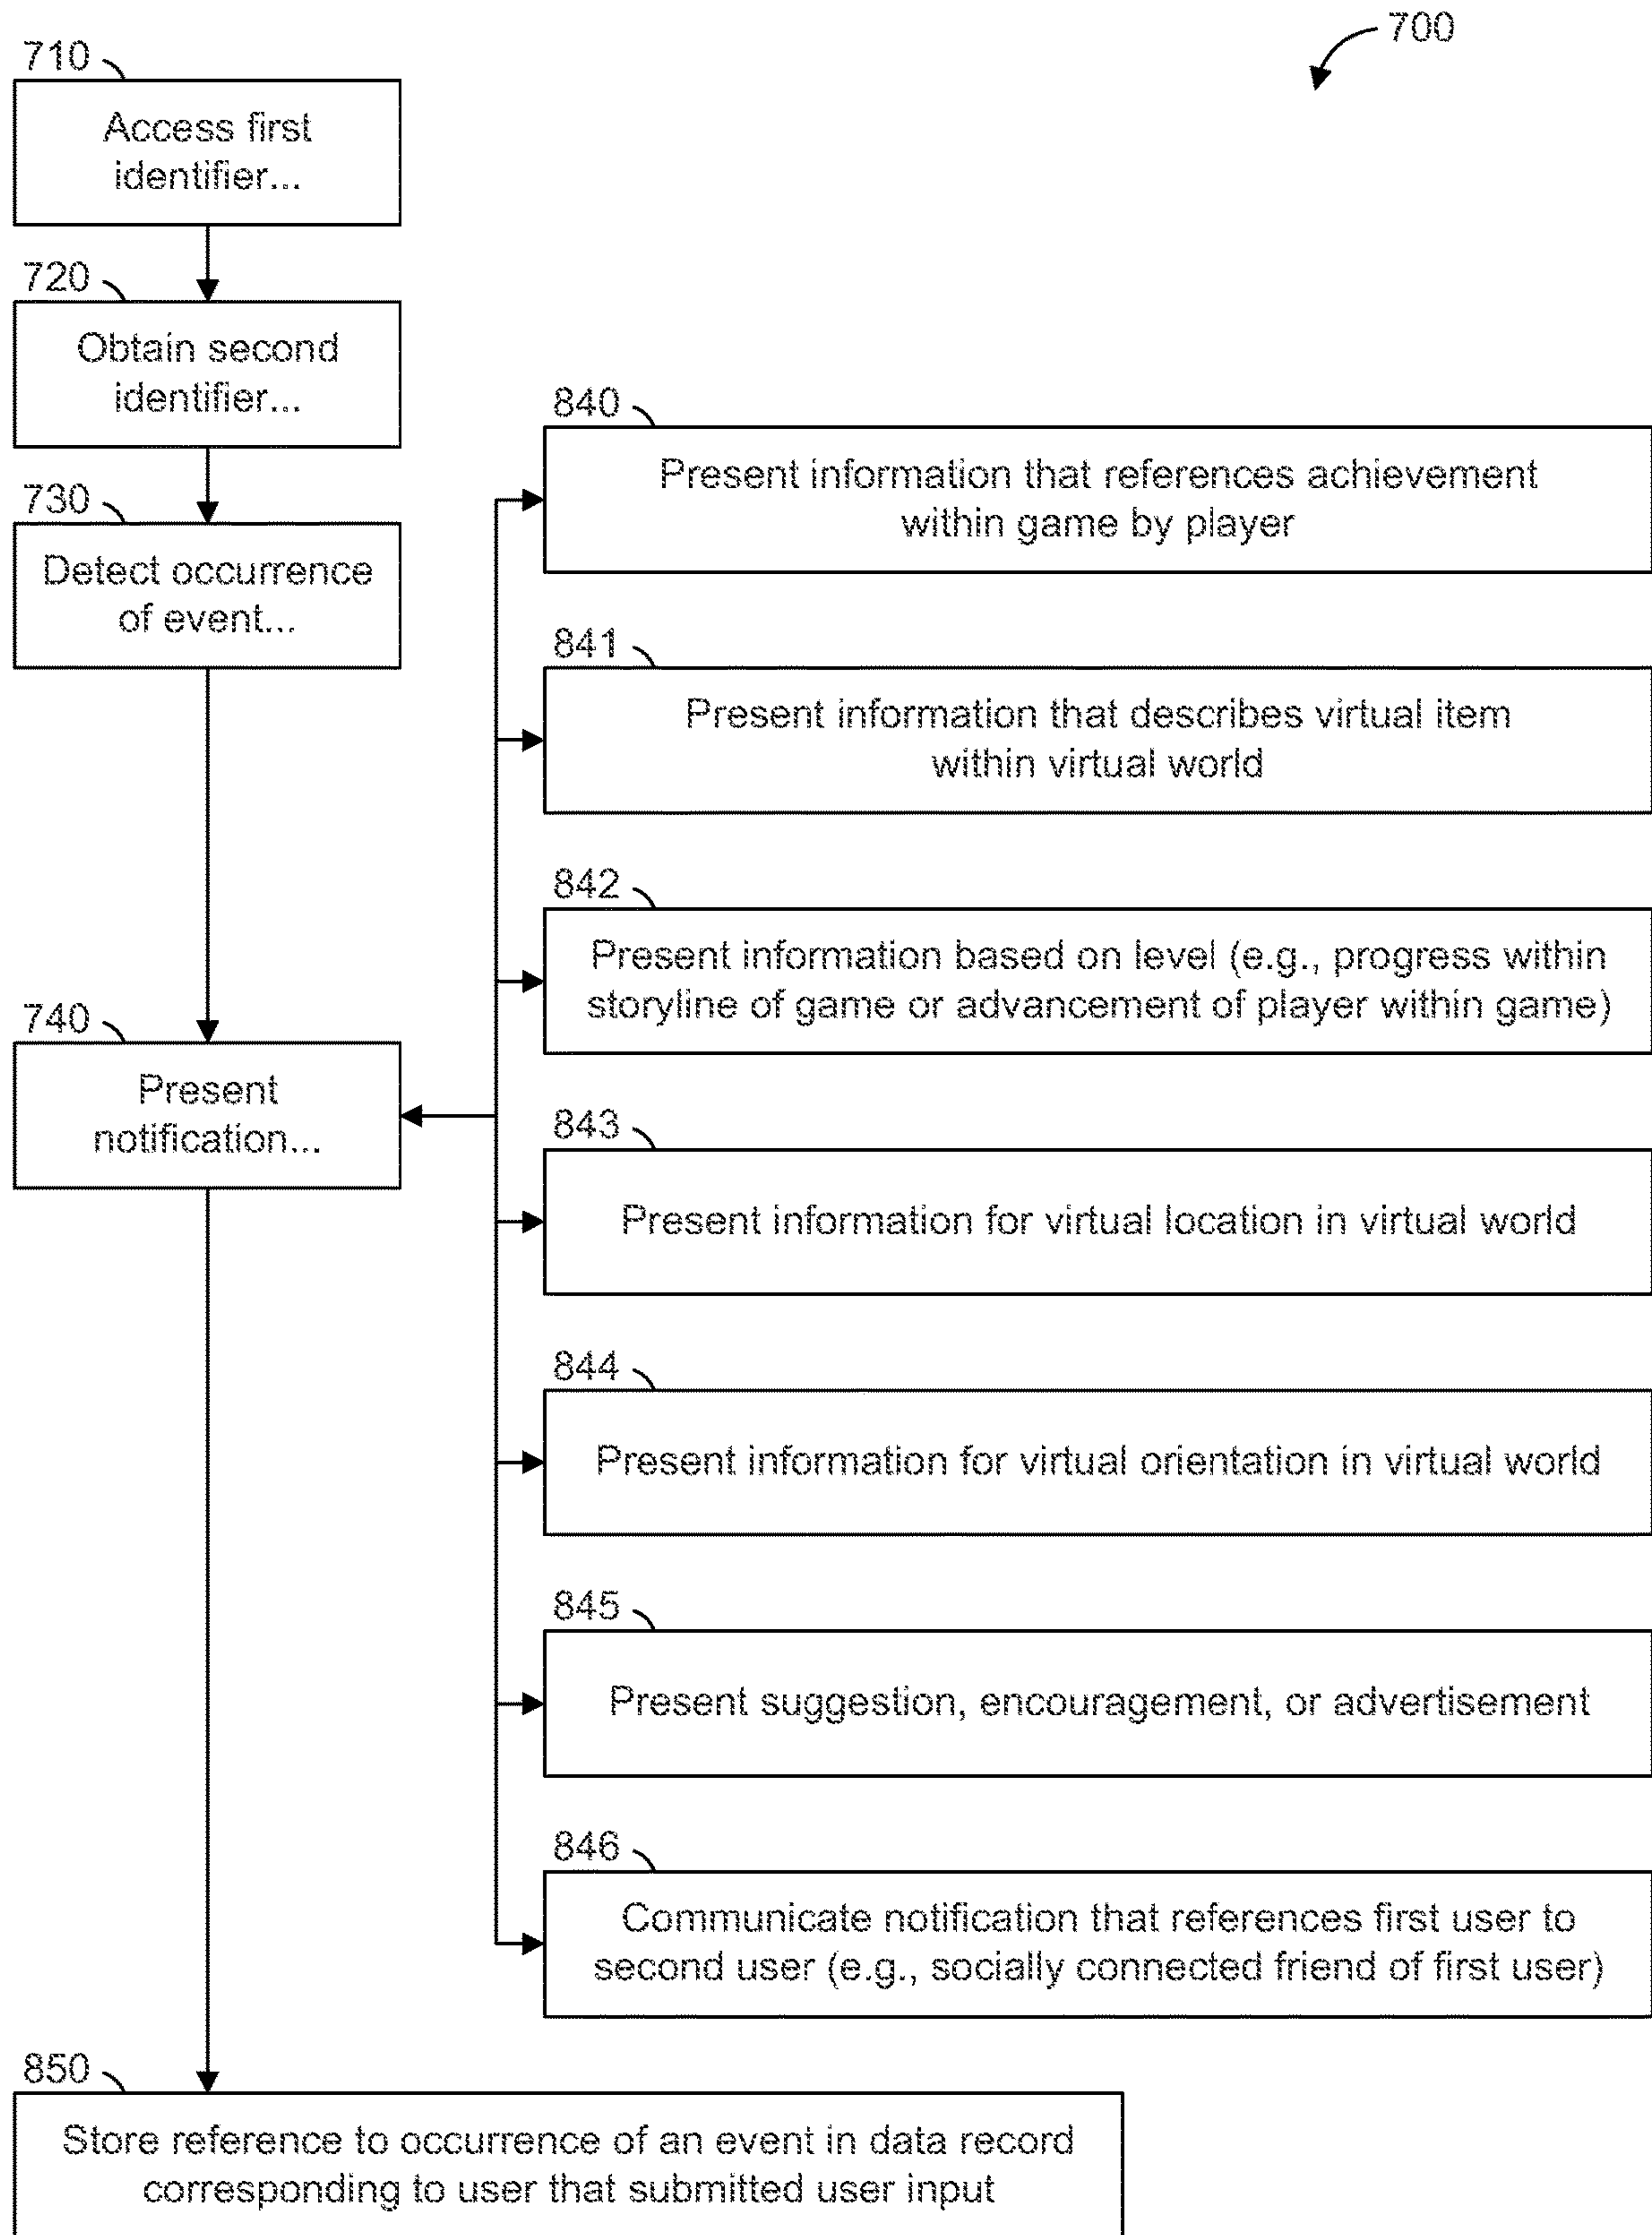 700
710
Access first
identifier...
720
Obtain second
identifier...
730
Detect occurrence
of event...
740
Present
notification...
840
Present information that references achievement
within game by player
841
Present information that describes virtual item
within virtual world
842
Present information based on level (e.g., progress within
storyline of game or advancement of player within game)
843
Present information for virtual location in virtual world
844
Present information for virtual orientation in virtual world
845
Present suggestion, encouragement, or advertisement
846
Communicate notification that references first user to
second user (e.g., socially connected friend of first user)
850
Store reference to occurrence of an event in data record
corresponding to user that submitted user input